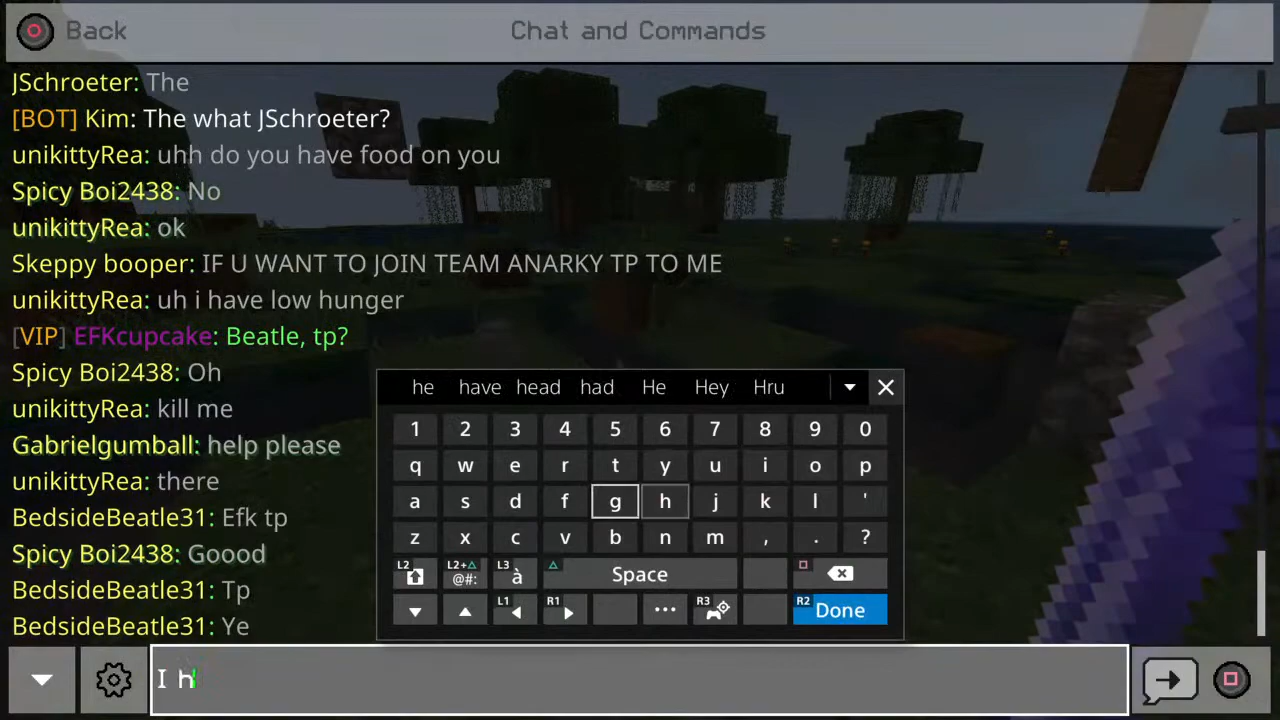 Back
Chat and Commands
JSchroeter: The
[BOT] Kim: The what JSchroeter?
unikittyRea: uhh do you have food on you
Spicy Boi2438: No
unikittyRea: ok
Skeppy booper: IF U WANT TO JOIN TEAM ANARKY TP TO ME
unikittyRea: uh i have low hunger
[VIP] EFKcupcake: Beatle, tp?
Spicy Boi2438: Oh
unikittyRea: kill me
Gabrielgumball: help please
unikittyRea: there
BedsideBeatle31: Efk tp
Spicy Boi2438: Goood
BedsideBeatle31: Tp
BedsideBeatle31: Ye
he have head had He Hey Hru
1 2 3 4 5 6 7 8 9 0
q w e r t y u i o p
a s d f g h j k l '
z x c v b n m , . ?
L2 L2+△ @#: L3 à △ Space
L1 R1 ... R3 R2 Done
I h